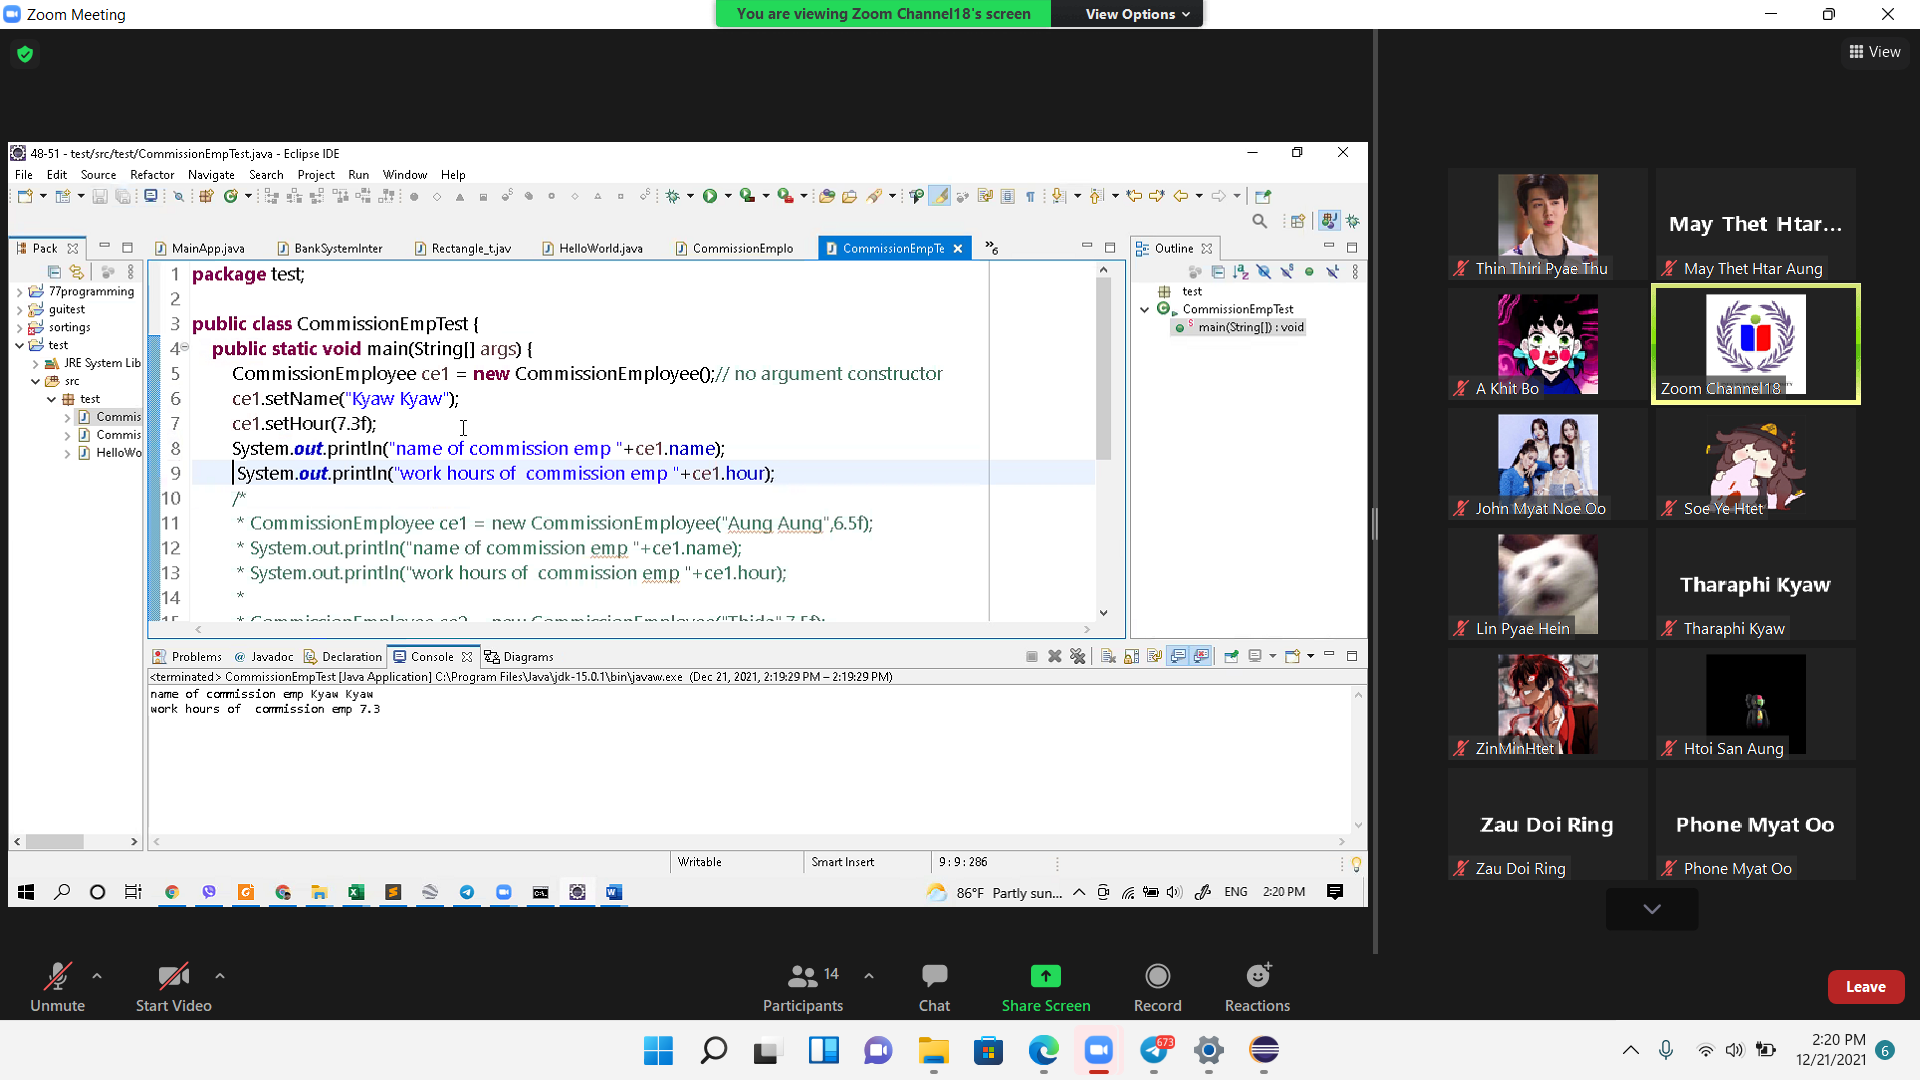 Zoom Meeting
You are viewing Zoom Channel18's screen
View Options
View
48-51 - test/src/test/CommissionEmpTest.java - Eclipse IDE
File Edit Source Refactor Navigate Search Project Run Window Help
Pack
MainApp.java
BankSystemInter
Rectangle_t.jav
HelloWorld.java
CommissionEmplo
CommissionEmpTe
»6
Outline
77programming
guitest
sortings
test
JRE System Lib
src
test
Commis
Commis
HelloWo
1 package test;
2
3 public class CommissionEmpTest {
4 public static void main(String[] args) {
5 CommissionEmployee ce1 = new CommissionEmployee();// no argument constructor
6 ce1.setName("Kyaw Kyaw");
7 ce1.setHour(7.3f);
8 System.out.println("name of commission emp "+ce1.name);
9 System.out.println("work hours of  commission emp "+ce1.hour);
10 /*
11 * CommissionEmployee ce1 = new CommissionEmployee("Aung Aung",6.5f);
12 * System.out.println("name of commission emp "+ce1.name);
13 * System.out.println("work hours of  commission emp "+ce1.hour);
14 *
15 * CommissionEmployee ce2 = new CommissionEmployee("Thida",7.5f);
test
CommissionEmpTest
main(String[]) : void
Problems
Javadoc
Declaration
Console
Diagrams
<terminated> CommissionEmpTest [Java Application] C:\Program Files\Java\jdk-15.0.1\bin\javaw.exe (Dec 21, 2021, 2:19:29 PM – 2:19:29 PM)
name of commission emp Kyaw Kyaw
work hours of  commission emp 7.3
Writable
Smart Insert
9 : 9 : 286
86°F Partly sun...
ENG
2:20 PM
Thin Thiri Pyae Thu
May Thet Htar...
May Thet Htar Aung
A Khit Bo
Zoom Channel18
John Myat Noe Oo
Soe Ye Htet
Lin Pyae Hein
Tharaphi Kyaw
Tharaphi Kyaw
ZinMinHtet
Htoi San Aung
Zau Doi Ring
Zau Doi Ring
Phone Myat Oo
Phone Myat Oo
Unmute
Start Video
Participants 14
Chat
Share Screen
Record
Reactions
Leave
673
2:20 PM
12/21/2021
6